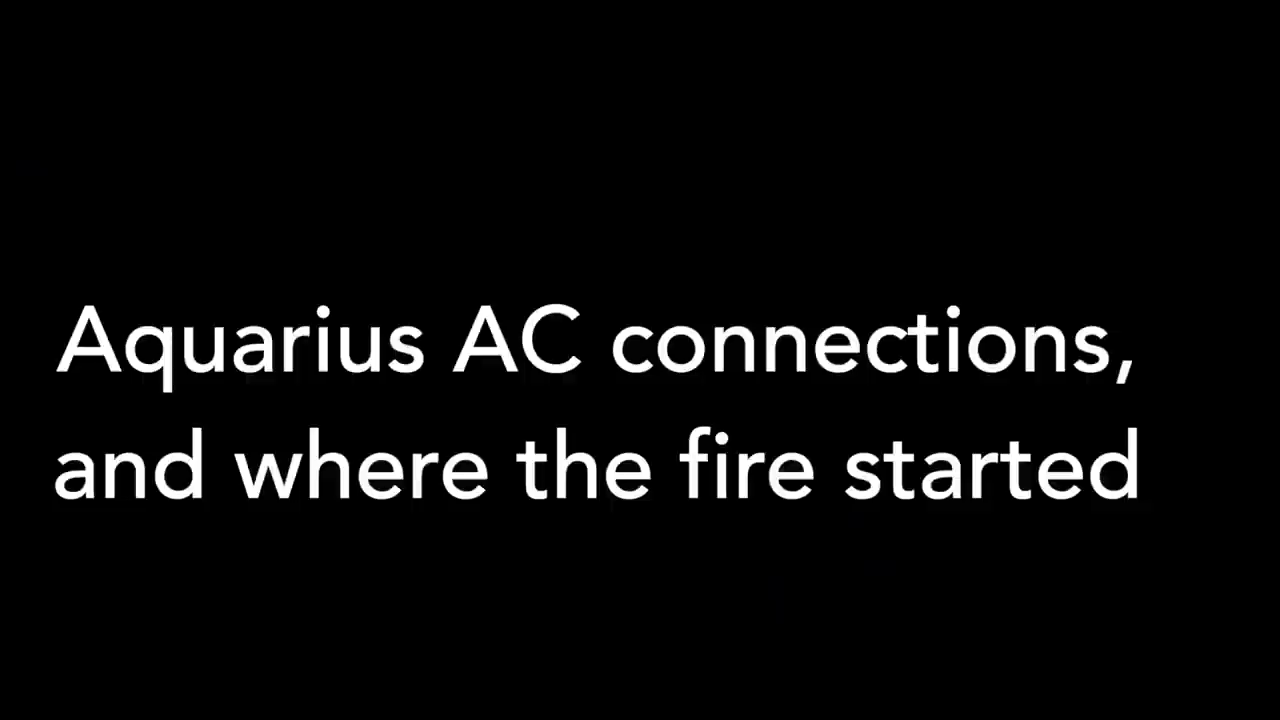 Aquarius AC connections,
and where the fire started